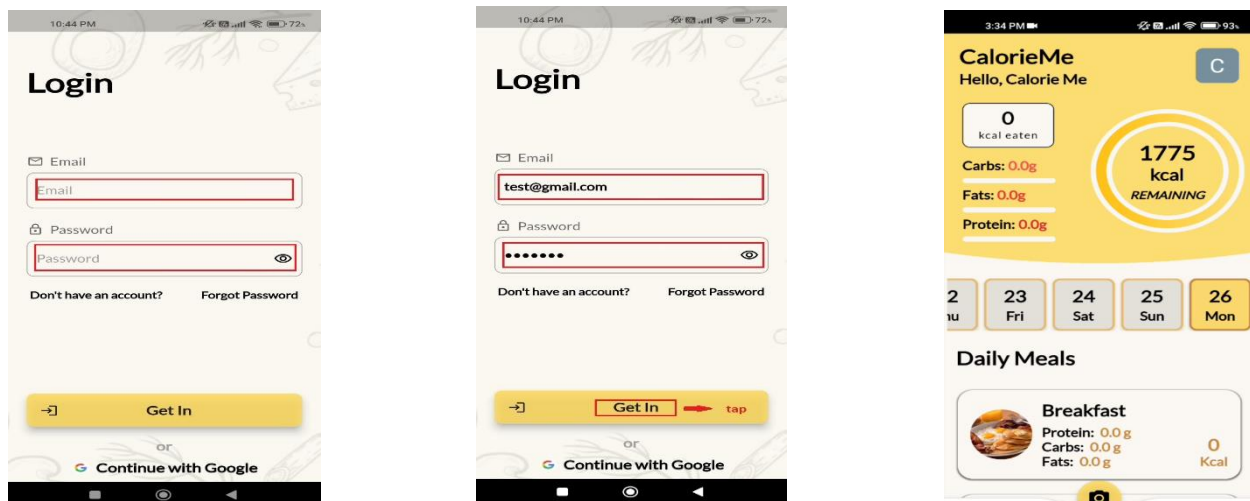 10:44 PM 72%
Login
Email
Email
Password
Password
Don't have an account? Forgot Password
Get In
or
G Continue with Google
10:44 PM 72%
Login
Email
test@gmail.com
Password
•••••••
Don't have an account? Forgot Password
Get In tap
or
G Continue with Google
3:34 PM 93%
CalorieMe
Hello, Calorie Me
C
0
kcal eaten
Carbs: 0.0g
Fats: 0.0g
Protein: 0.0g
1775
kcal
REMAINING
2 23 24 25 26
hu Fri Sat Sun Mon
Daily Meals
Breakfast
Protein: 0.0 g
Carbs: 0.0 g
Fats: 0.0 g
0
Kcal